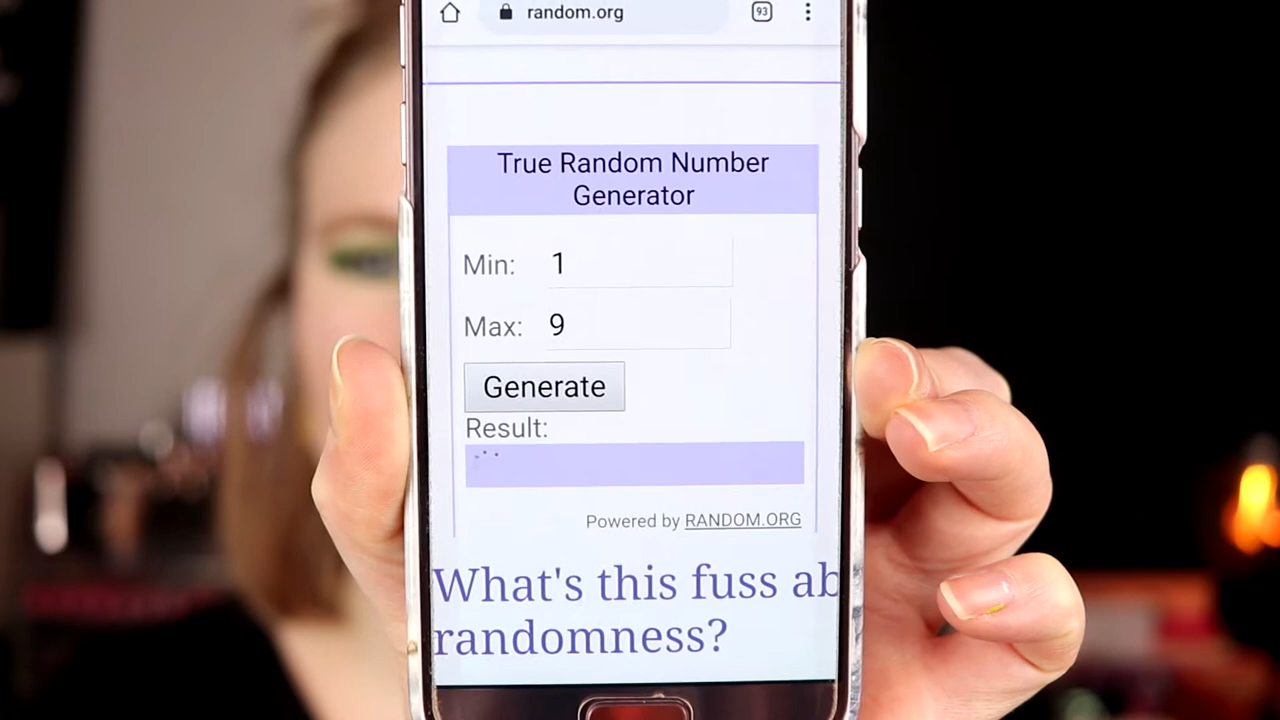 random.org
93
True Random Number
Generator
Min: 1
Max: 9
Generate
Result:
Powered by RANDOM.ORG
What's this fuss ab
randomness?